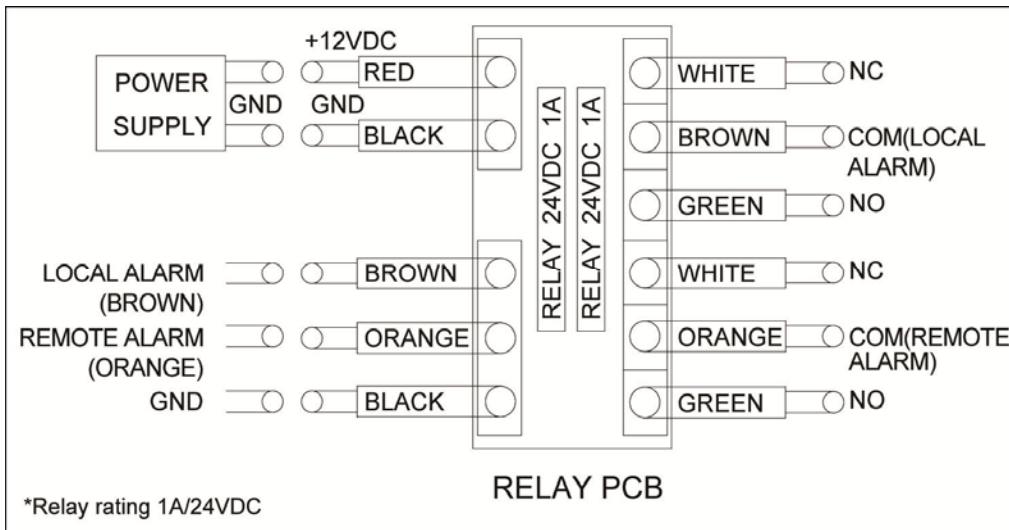 +12VDC
POWER
SUPPLY
GND
GND
RED
BLACK
LOCAL ALARM
(BROWN)
BROWN
REMOTE ALARM
(ORANGE)
ORANGE
GND
BLACK
RELAY 24VDC 1A
RELAY 24VDC 1A
WHITE
NC
BROWN
COM(LOCAL
ALARM)
GREEN
NO
WHITE
NC
ORANGE
COM(REMOTE
ALARM)
GREEN
NO
RELAY PCB
*Relay rating 1A/24VDC